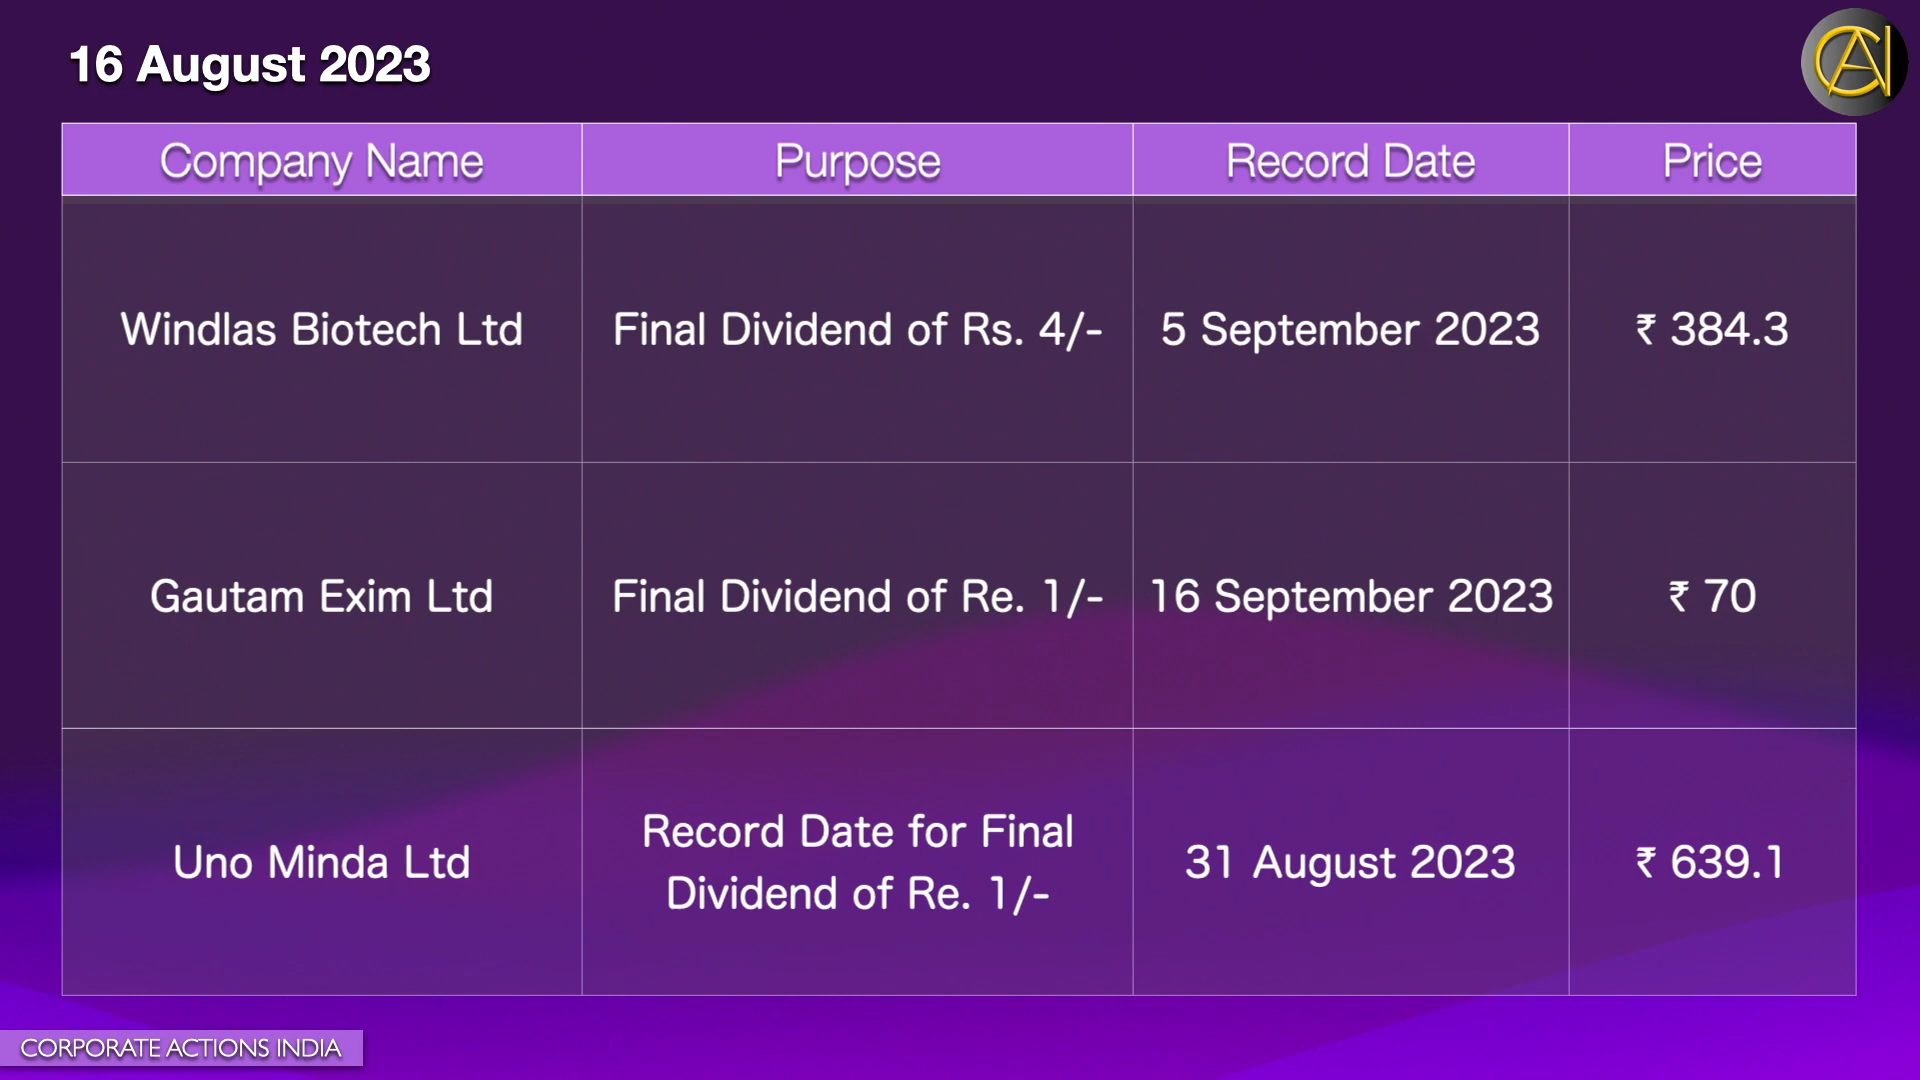 16 August 2023
CAI
Company Name Purpose Record Date Price
Windlas Biotech Ltd Final Dividend of Rs. 4/- 5 September 2023 ₹ 384.3
Gautam Exim Ltd Final Dividend of Re. 1/- 16 September 2023 ₹ 70
Uno Minda Ltd Record Date for Final Dividend of Re. 1/- 31 August 2023 ₹ 639.1
CORPORATE ACTIONS INDIA